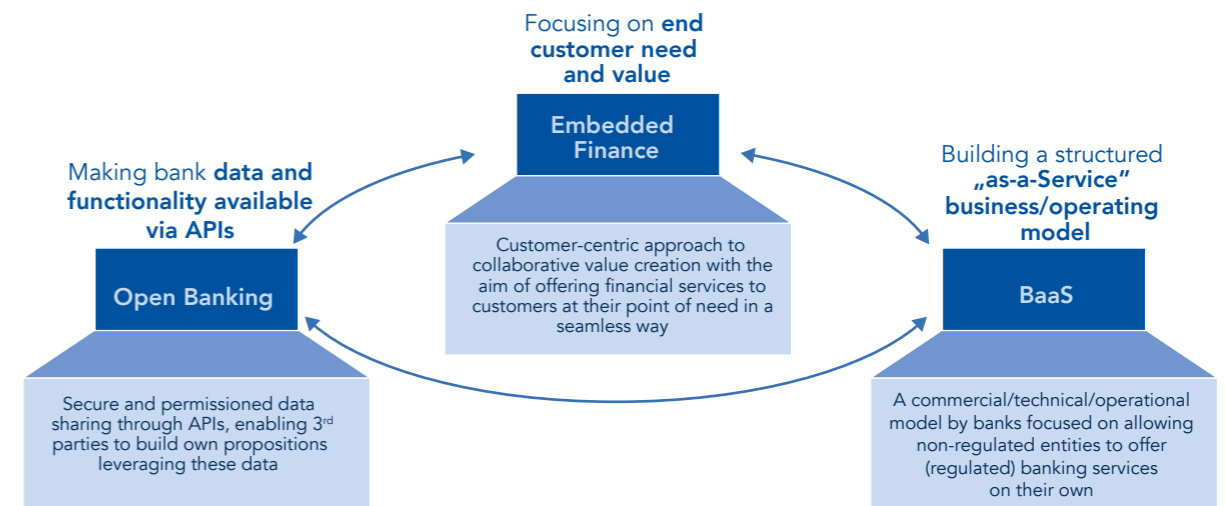 Focusing on end
customer need
and value
Embedded
Finance
Customer-centric approach to
collaborative value creation with the
aim of offering financial services to
customers at their point of need in a
seamless way
Making bank data and
functionality available
via APIs
Open Banking
Secure and permissioned data
sharing through APIs, enabling 3rd
parties to build own propositions
leveraging these data
Building a structured
„as-a-Service”
business/operating
model
BaaS
A commercial/technical/operational
model by banks focused on allowing
non-regulated entities to offer
(regulated) banking services
on their own